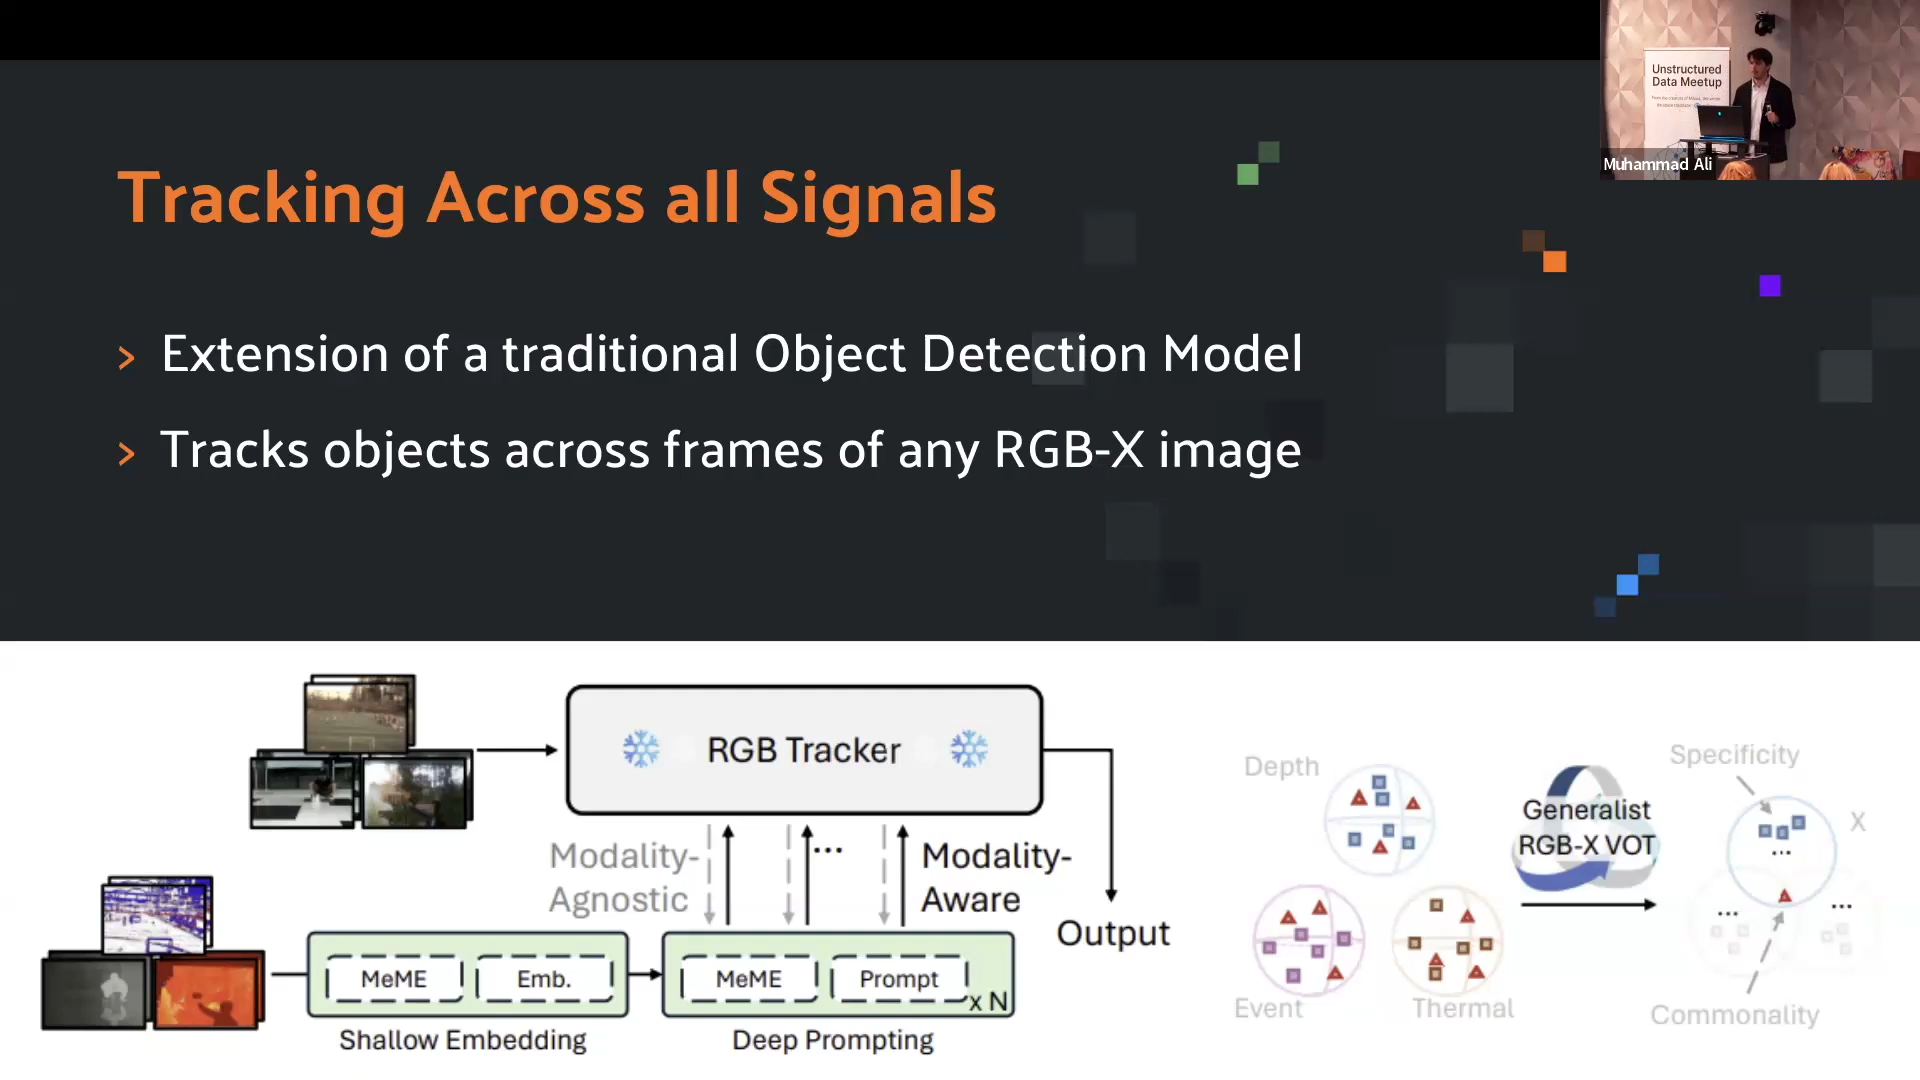 Unstructured
Data Meetup
Muhammad Ali
Tracking Across all Signals
> Extension of a traditional Object Detection Model
> Tracks objects across frames of any RGB-X image
RGB Tracker
Modality-
Agnostic
...
Modality-
Aware
Output
MeME
Emb.
Shallow Embedding
MeME
Prompt
x N
Deep Prompting
Depth
Event
Thermal
Generalist
RGB-X VOT
Specificity
X
...
...
...
Commonality